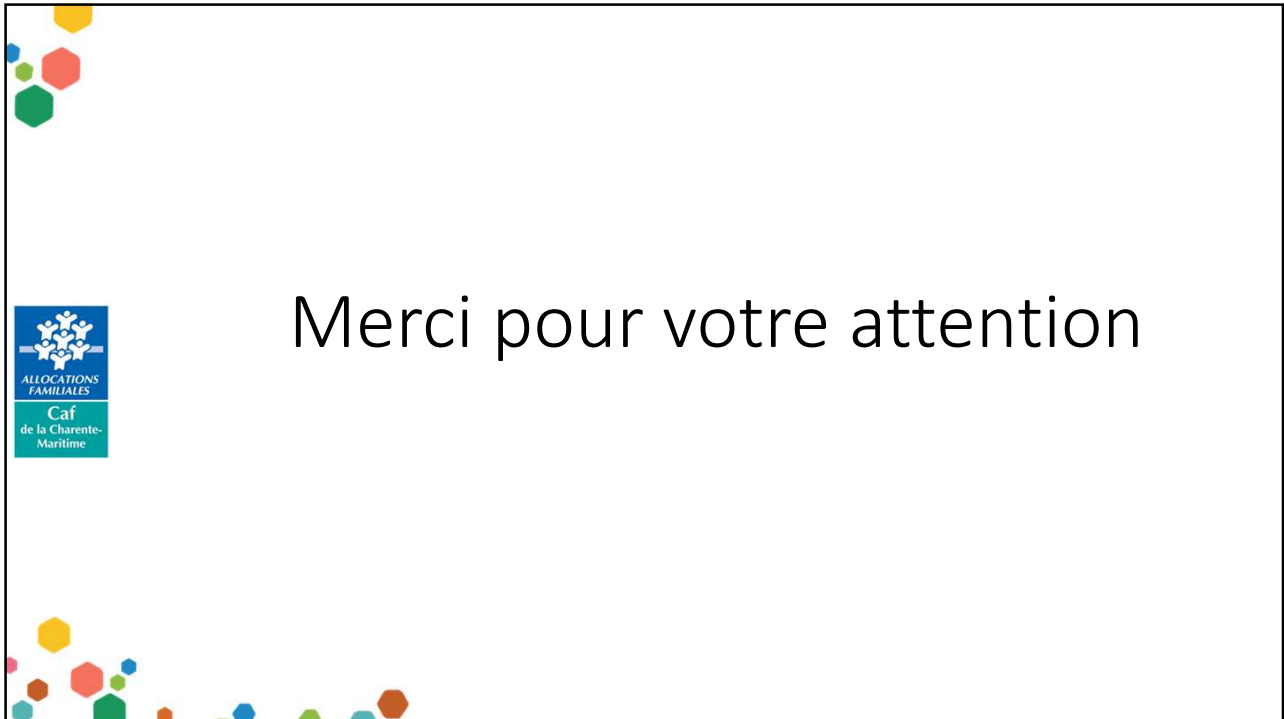 Merci pour votre attention
ALLOCATIONS
FAMILIALES
Caf
de la Charente-
Maritime